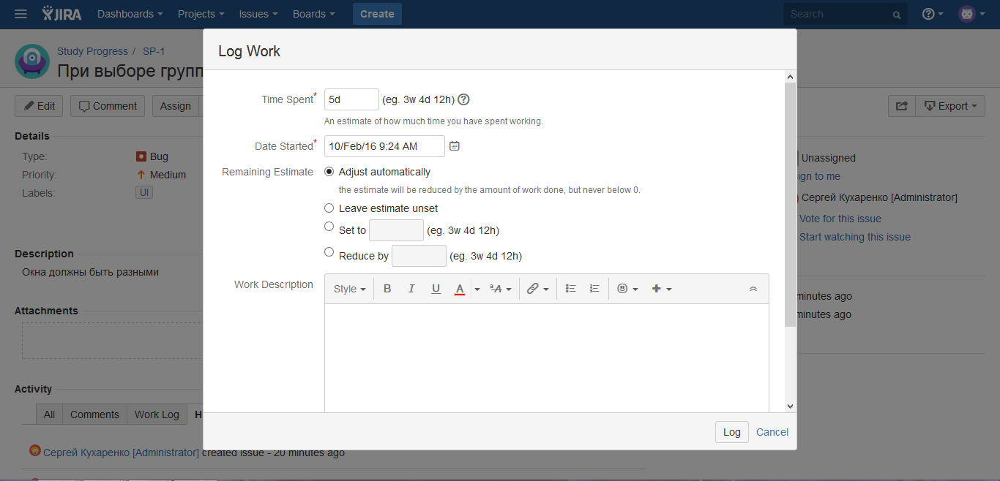 JIRA Dashboards Projects Issues Boards Create Search
Study Progress / SP-1
При выборе групп
Edit Comment Assign Export
Details
Type: Bug
Priority: Medium
Labels: UI
Description
Окна должны быть разными
Attachments
Activity
All Comments Work Log H
Сергей Кухаренко [Administrator] created issue - 20 minutes ago
Log Work
Time Spent* 5d (eg. 3w 4d 12h)
An estimate of how much time you have spent working.
Date Started* 10/Feb/16 9:24 AM
Remaining Estimate Adjust automatically
the estimate will be reduced by the amount of work done, but never below 0.
Leave estimate unset
Set to (eg. 3w 4d 12h)
Reduce by (eg. 3w 4d 12h)
Work Description Style B I U A ªA
Log Cancel
Unassigned
ign to me
Сергей Кухаренко [Administrator]
Vote for this issue
Start watching this issue
minutes ago
minutes ago